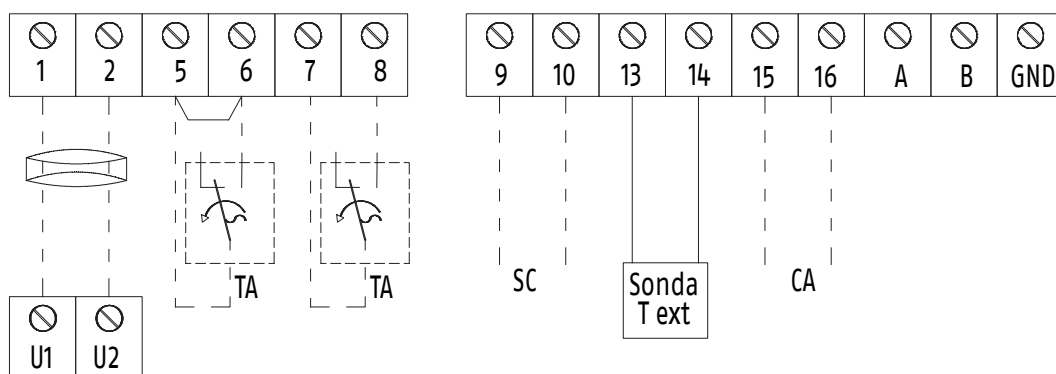 1 2 5 6 7 8 9 10 13 14 15 16 A B GND
TA TA SC Sonda CA
T ext
U1 U2